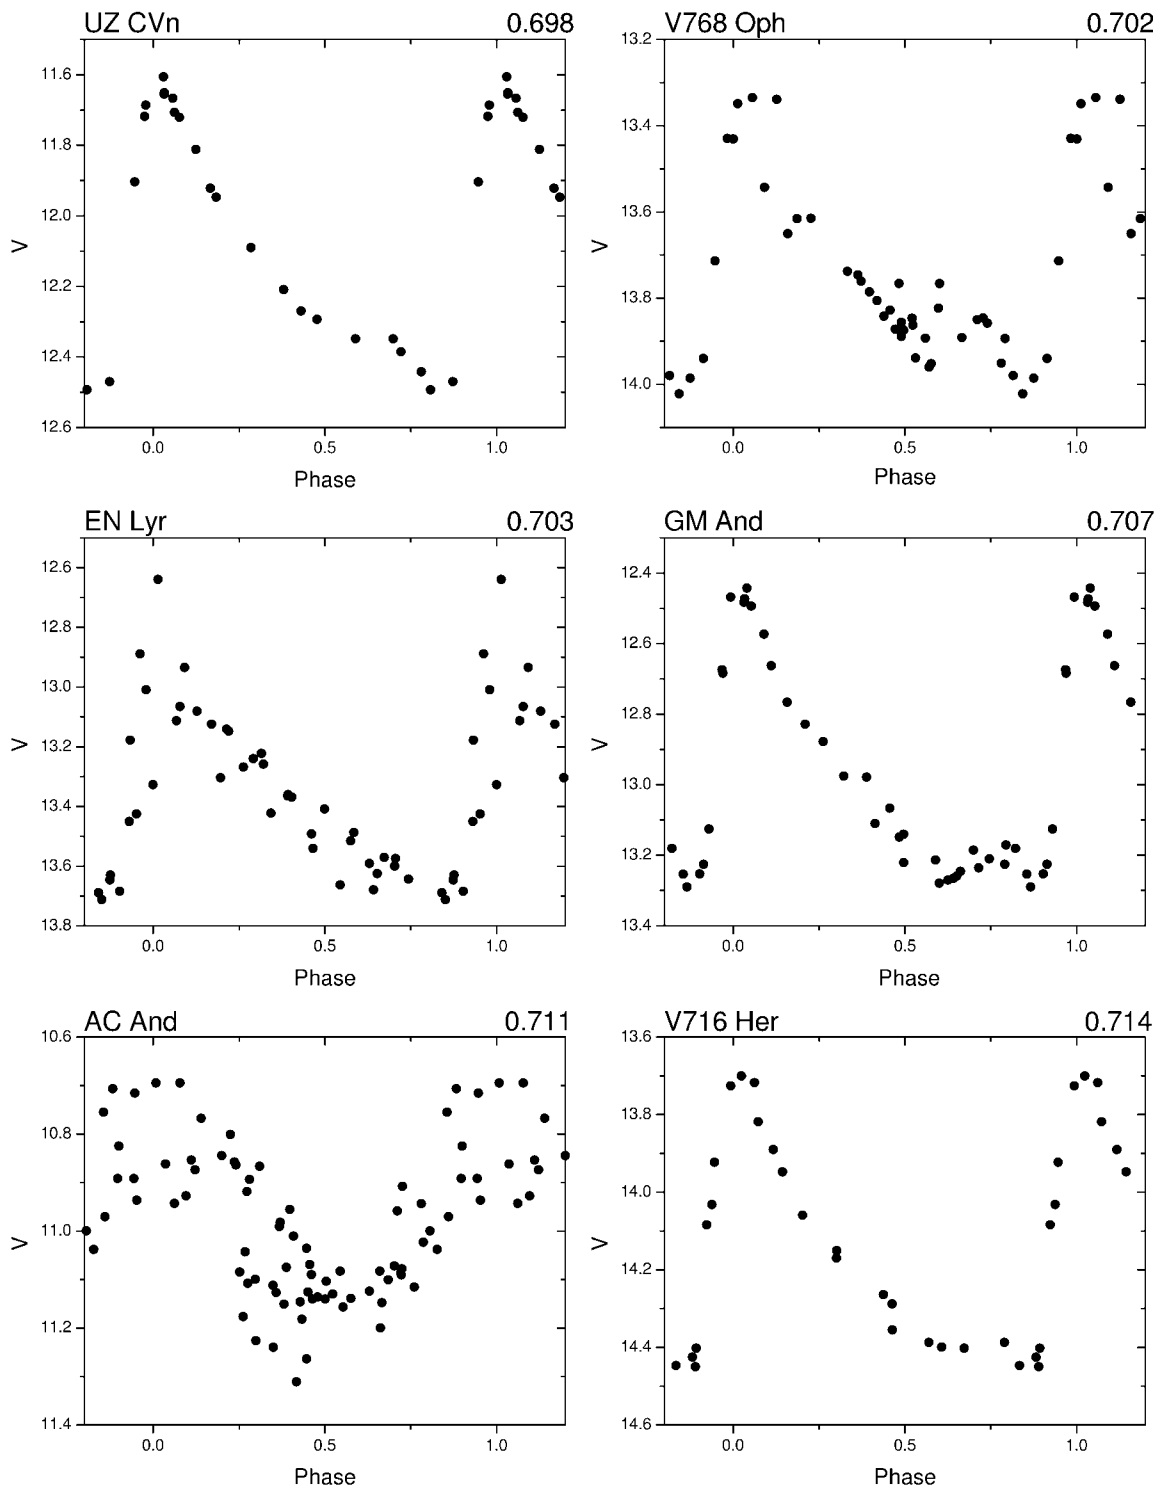 UZ CVn 0.698
11.6
11.8
12.0
12.2
12.4
12.6
V
0.0 0.5 1.0
Phase
V768 Oph 0.702
13.2
13.4
13.6
13.8
14.0
V
0.0 0.5 1.0
Phase
EN Lyr 0.703
12.6
12.8
13.0
13.2
13.4
13.6
13.8
V
0.0 0.5 1.0
Phase
GM And 0.707
12.4
12.6
12.8
13.0
13.2
13.4
V
0.0 0.5 1.0
Phase
AC And 0.711
10.6
10.8
11.0
11.2
11.4
V
0.0 0.5 1.0
Phase
V716 Her 0.714
13.6
13.8
14.0
14.2
14.4
14.6
V
0.0 0.5 1.0
Phase